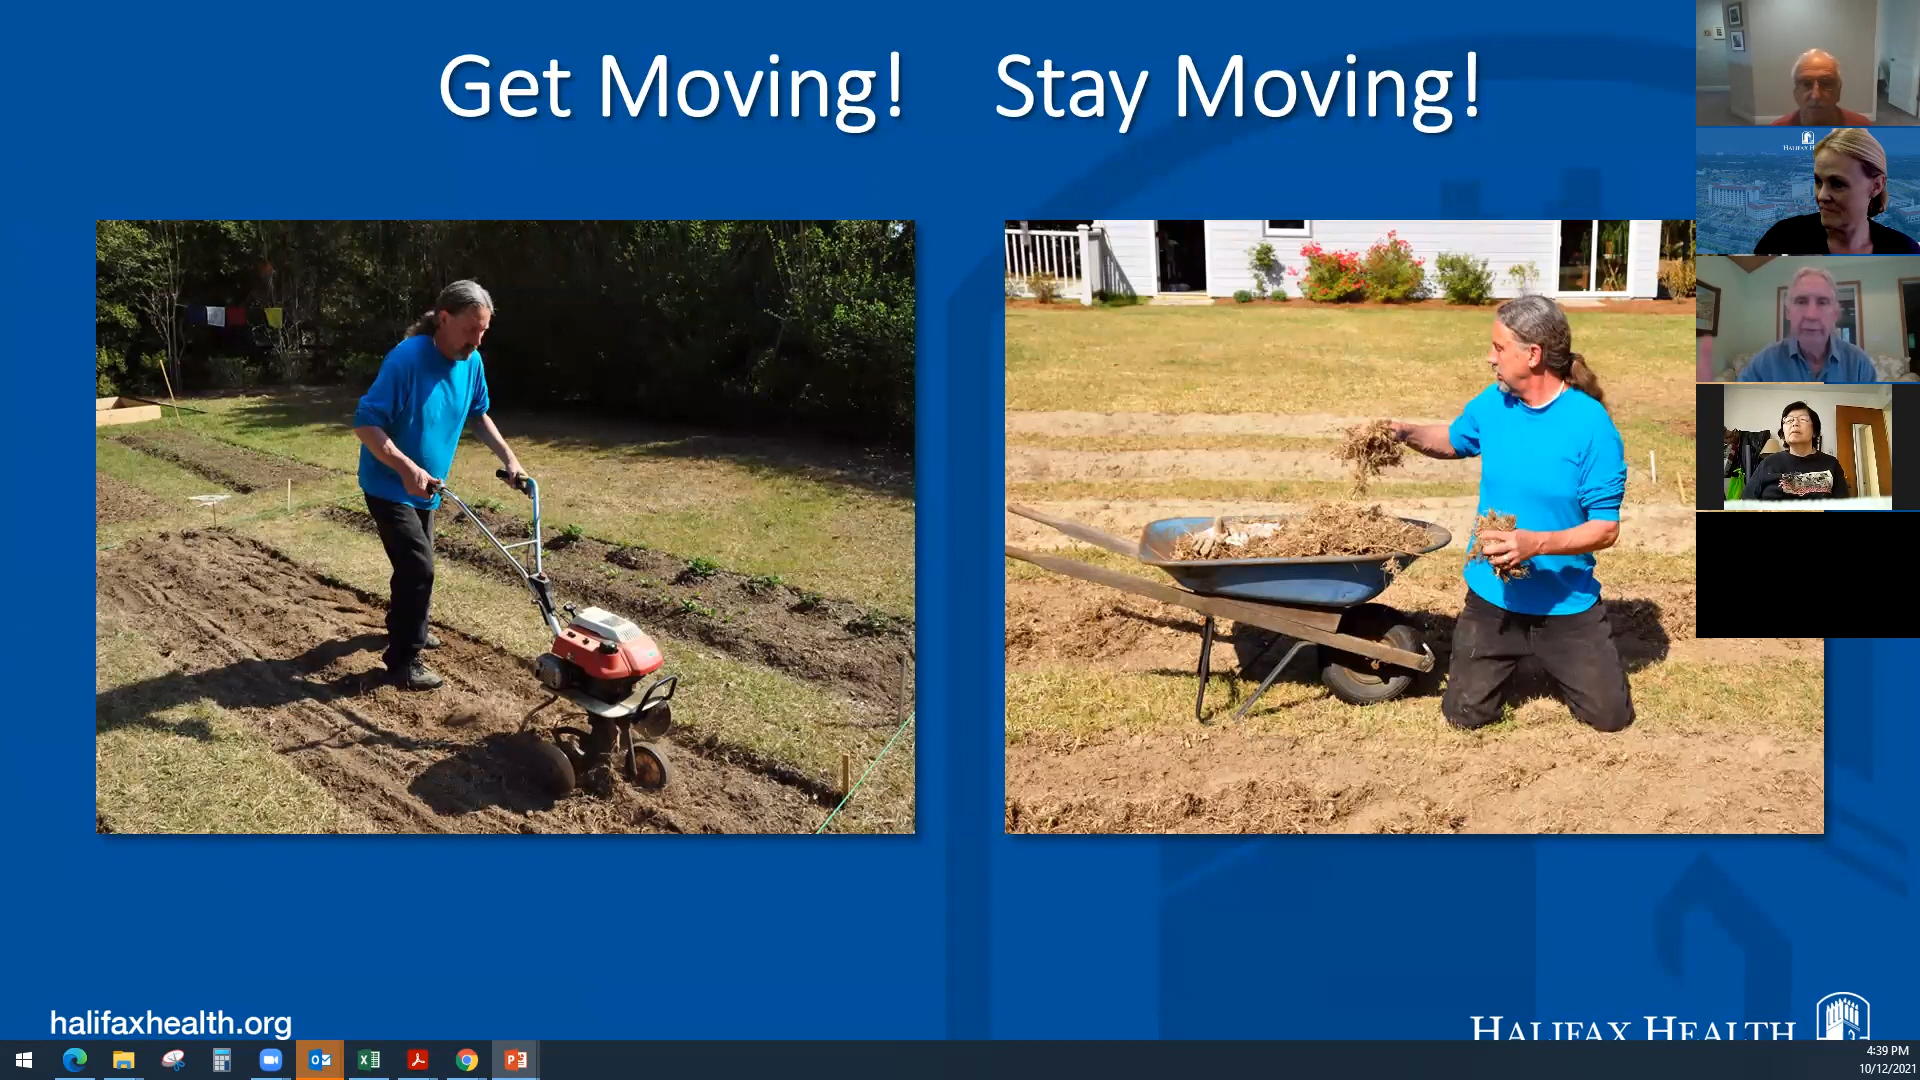 Get Moving! Stay Moving!
halifaxhealth.org
HALIFAX HEALTH
4:39 PM
10/12/2021